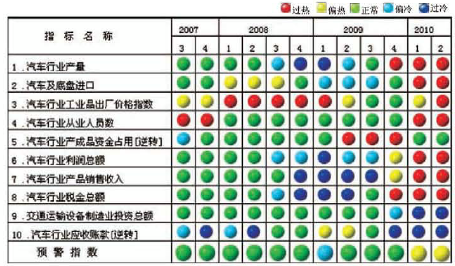 过热 偏热 正常 偏冷 过冷
指 标 名 称 2007 2008 2009 2010
3 4 1 2 3 4 1 2 3 4 1 2
1 . 汽车行业产量
2 . 汽车及底盘进口
3 . 汽车行业工业品出厂价格指数
4 . 汽车行业从业人员数
5 . 汽车行业产成品资金占用[逆转]
6 . 汽车行业利润总额
7 . 汽车行业产品销售收入
8 . 汽车行业税金总额
9 . 交通运输设备制造业投资总额
10 . 汽车行业应收账款[逆转]
预 警 指 数